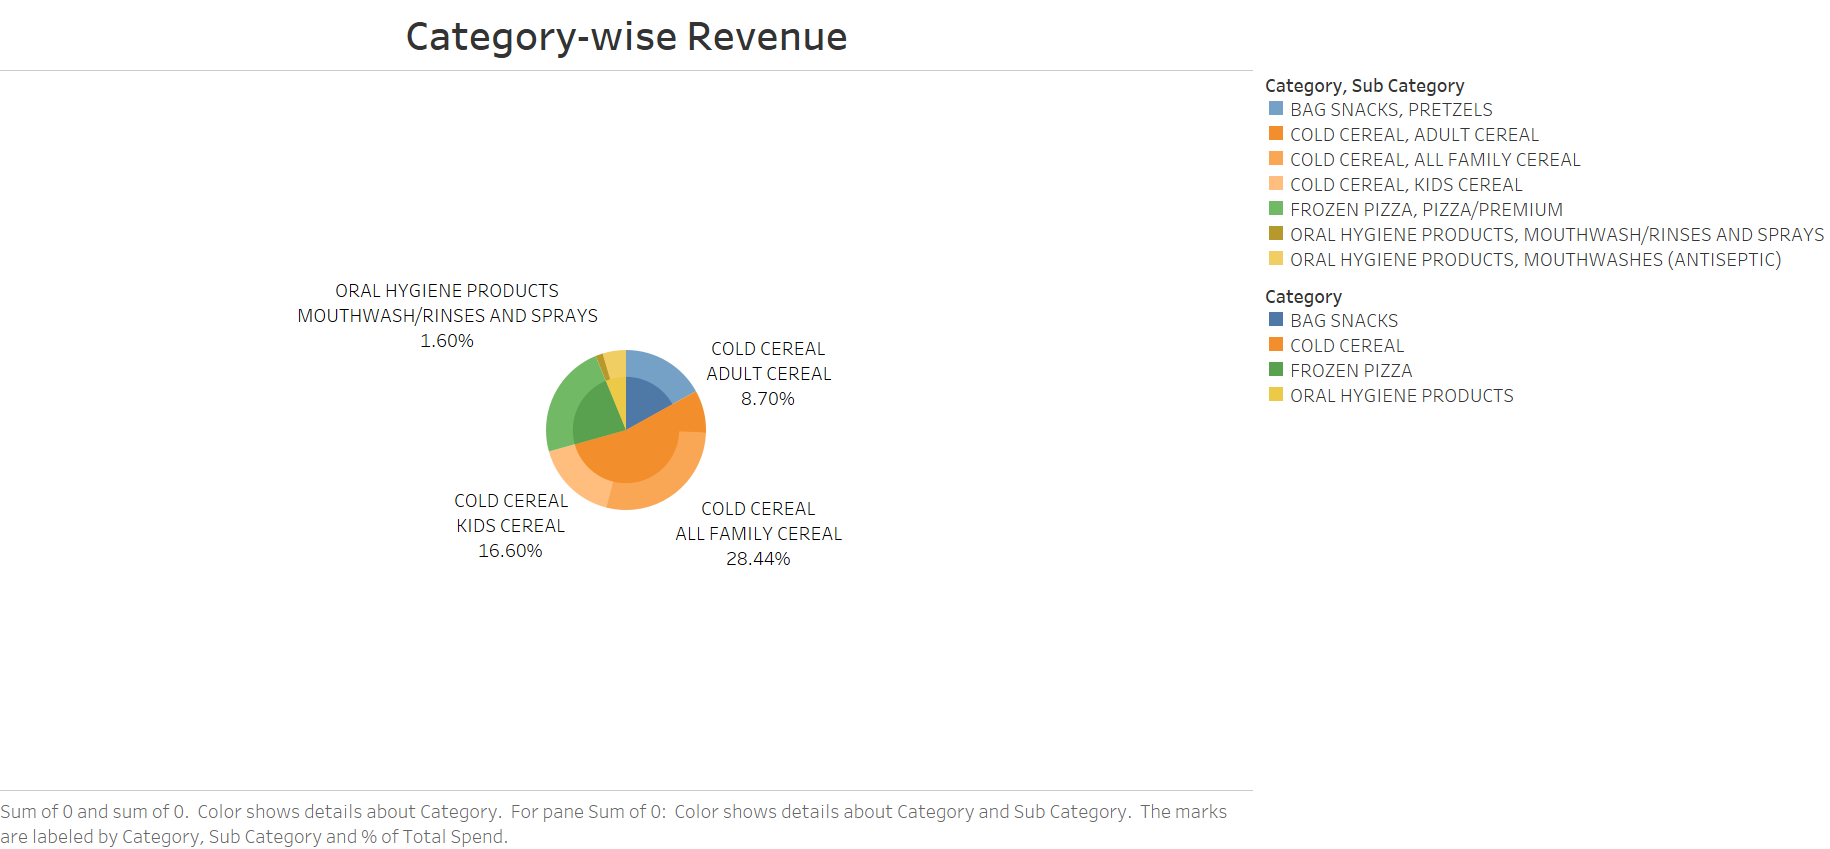 Category-wise Revenue
Category, Sub Category
BAG SNACKS, PRETZELS
COLD CEREAL, ADULT CEREAL
COLD CEREAL, ALL FAMILY CEREAL
COLD CEREAL, KIDS CEREAL
FROZEN PIZZA, PIZZA/PREMIUM
ORAL HYGIENE PRODUCTS, MOUTHWASH/RINSES AND SPRAYS
ORAL HYGIENE PRODUCTS, MOUTHWASHES (ANTISEPTIC)
Category
BAG SNACKS
COLD CEREAL
FROZEN PIZZA
ORAL HYGIENE PRODUCTS
ORAL HYGIENE PRODUCTS
MOUTHWASH/RINSES AND SPRAYS
1.60%
COLD CEREAL
ADULT CEREAL
8.70%
COLD CEREAL
KIDS CEREAL
16.60%
COLD CEREAL
ALL FAMILY CEREAL
28.44%
Sum of 0 and sum of 0.  Color shows details about Category.  For pane Sum of 0:  Color shows details about Category and Sub Category.  The marks
are labeled by Category, Sub Category and % of Total Spend.